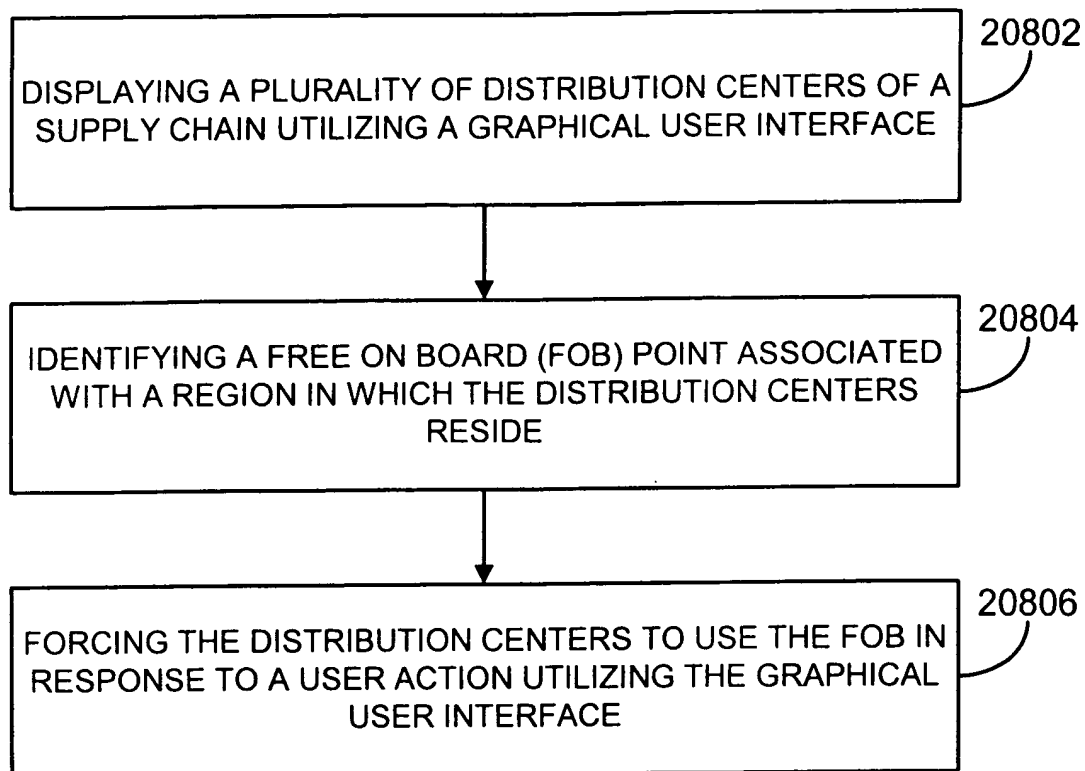 20802
DISPLAYING A PLURALITY OF DISTRIBUTION CENTERS OF A
SUPPLY CHAIN UTILIZING A GRAPHICAL USER INTERFACE
20804
IDENTIFYING A FREE ON BOARD (FOB) POINT ASSOCIATED
WITH A REGION IN WHICH THE DISTRIBUTION CENTERS
RESIDE
20806
FORCING THE DISTRIBUTION CENTERS TO USE THE FOB IN
RESPONSE TO A USER ACTION UTILIZING THE GRAPHICAL
USER INTERFACE